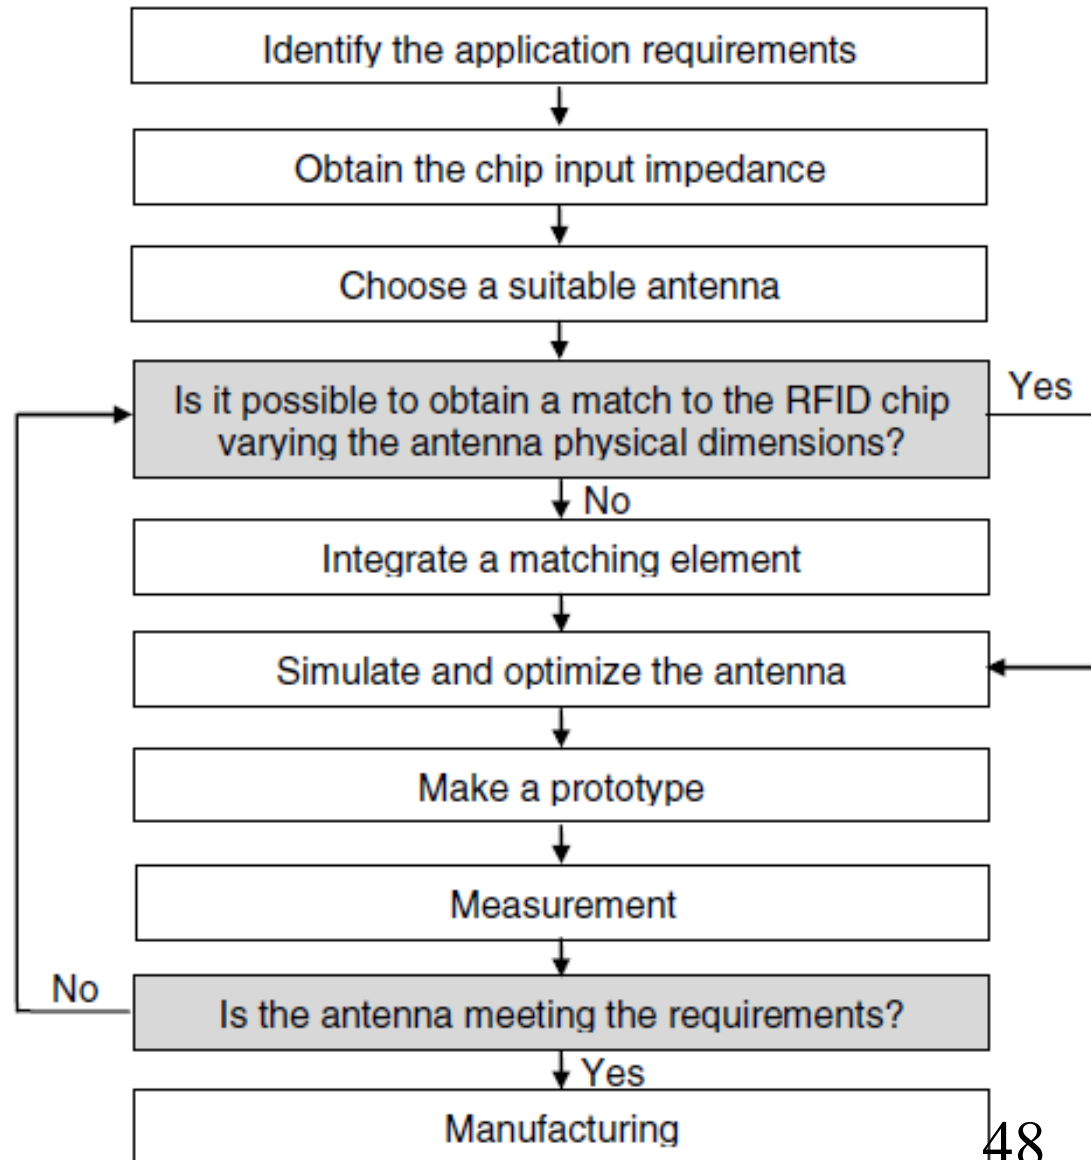 Identify the application requirements
Obtain the chip input impedance
Choose a suitable antenna
Is it possible to obtain a match to the RFID chip
varying the antenna physical dimensions?
Yes
No
Integrate a matching element
Simulate and optimize the antenna
Make a prototype
Measurement
No
Is the antenna meeting the requirements?
Yes
Manufacturing
48